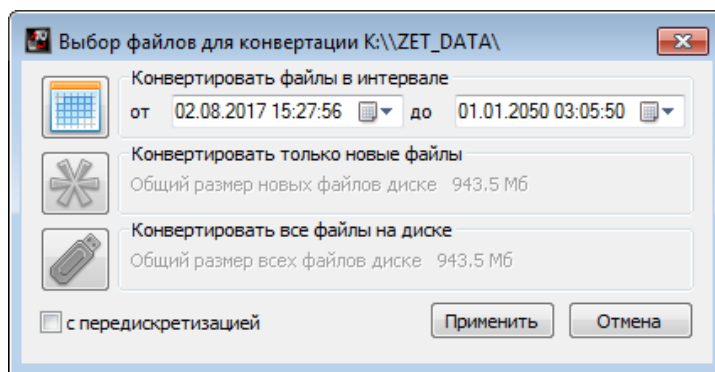 Выбор файлов для конвертации K:\\ZET_DATA\
Конвертировать файлы в интервале
от 02.08.2017 15:27:56 до 01.01.2050 03:05:50
Конвертировать только новые файлы
Общий размер новых файлов диске 943.5 Мб
Конвертировать все файлы на диске
Общий размер всех файлов диске 943.5 Мб
с передискретизацией Применить Отмена